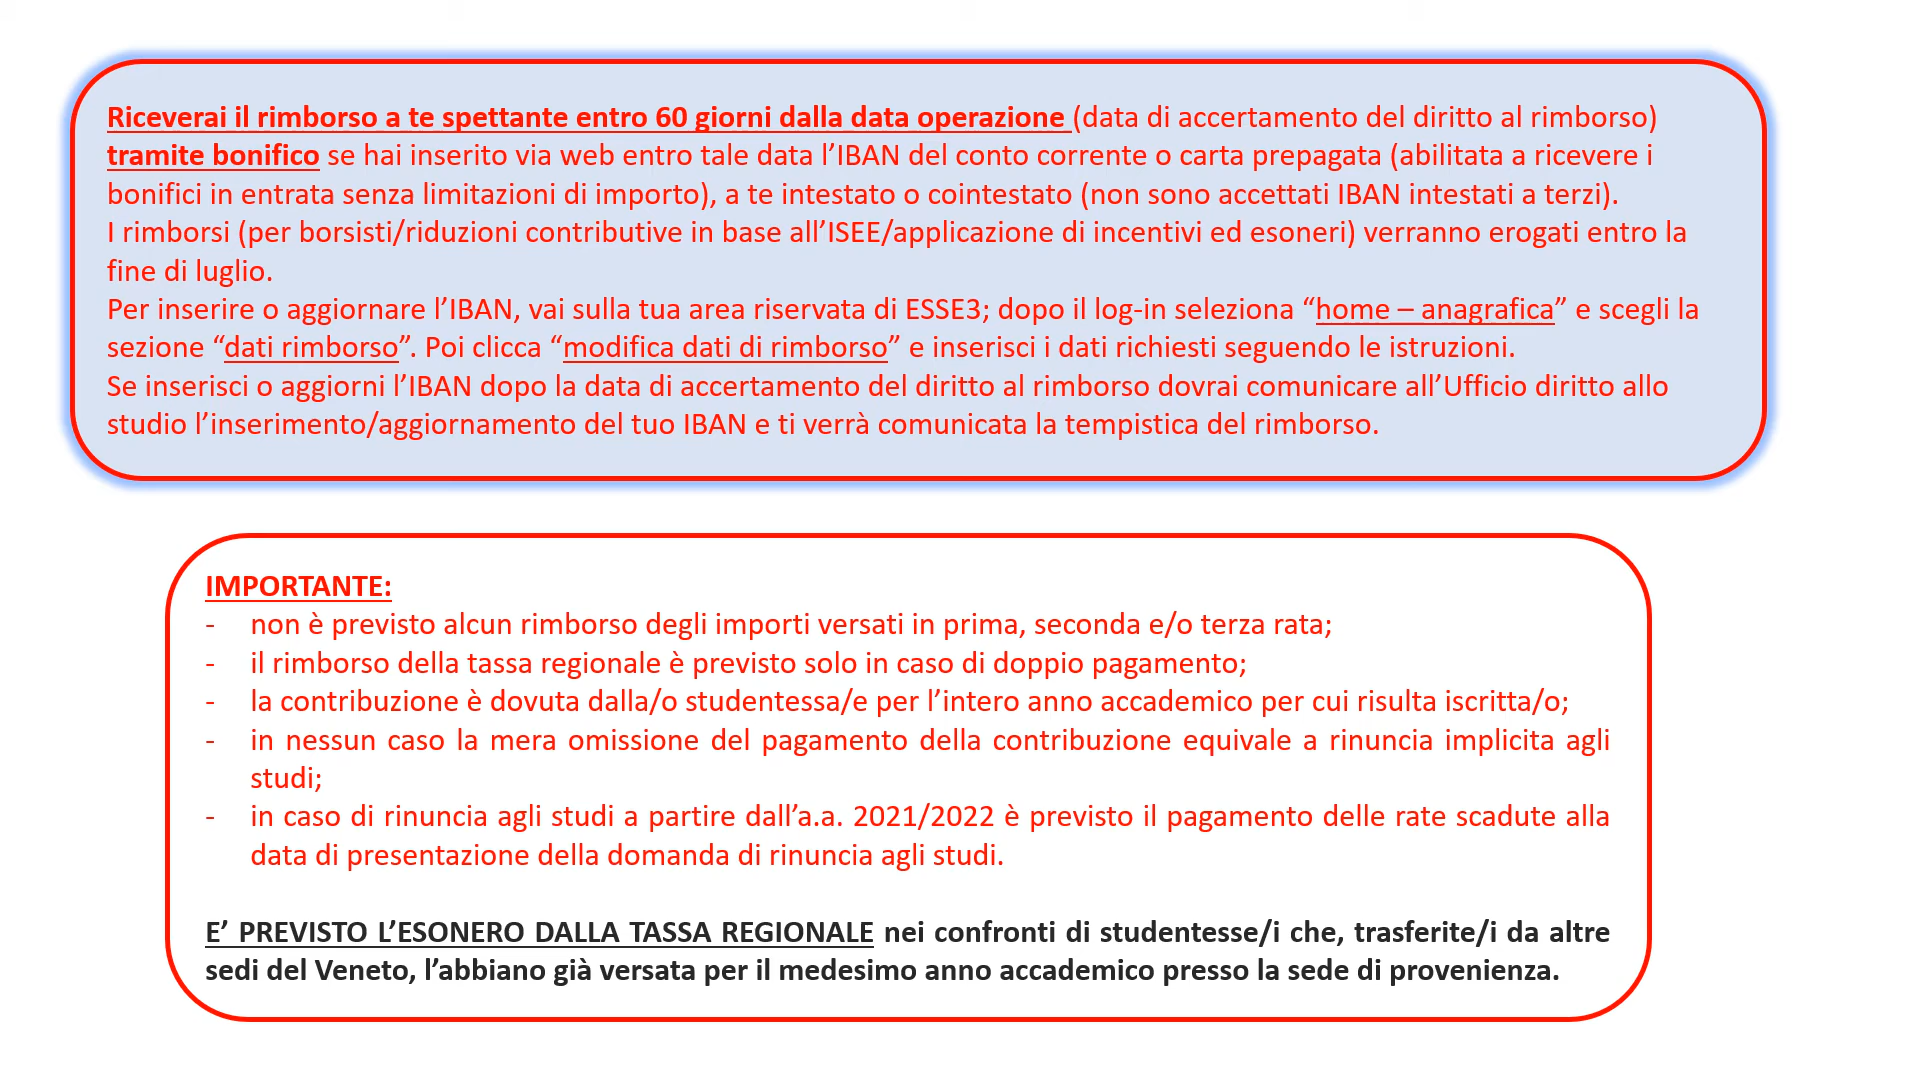 Riceverai il rimborso a te spettante entro 60 giorni dalla data operazione (data di accertamento del diritto al rimborso)
tramite bonifico se hai inserito via web entro tale data l’IBAN del conto corrente o carta prepagata (abilitata a ricevere i
bonifici in entrata senza limitazioni di importo), a te intestato o cointestato (non sono accettati IBAN intestati a terzi).
I rimborsi (per borsisti/riduzioni contributive in base all’ISEE/applicazione di incentivi ed esoneri) verranno erogati entro la
fine di luglio.
Per inserire o aggiornare l’IBAN, vai sulla tua area riservata di ESSE3; dopo il log-in seleziona “home – anagrafica” e scegli la
sezione “dati rimborso”. Poi clicca “modifica dati di rimborso” e inserisci i dati richiesti seguendo le istruzioni.
Se inserisci o aggiorni l’IBAN dopo la data di accertamento del diritto al rimborso dovrai comunicare all’Ufficio diritto allo
studio l’inserimento/aggiornamento del tuo IBAN e ti verrà comunicata la tempistica del rimborso.
IMPORTANTE:
- non è previsto alcun rimborso degli importi versati in prima, seconda e/o terza rata;
- il rimborso della tassa regionale è previsto solo in caso di doppio pagamento;
- la contribuzione è dovuta dalla/o studentessa/e per l’intero anno accademico per cui risulta iscritta/o;
- in nessun caso la mera omissione del pagamento della contribuzione equivale a rinuncia implicita agli
studi;
- in caso di rinuncia agli studi a partire dall’a.a. 2021/2022 è previsto il pagamento delle rate scadute alla
data di presentazione della domanda di rinuncia agli studi.
E’ PREVISTO L’ESONERO DALLA TASSA REGIONALE nei confronti di studentesse/i che, trasferite/i da altre
sedi del Veneto, l’abbiano già versata per il medesimo anno accademico presso la sede di provenienza.